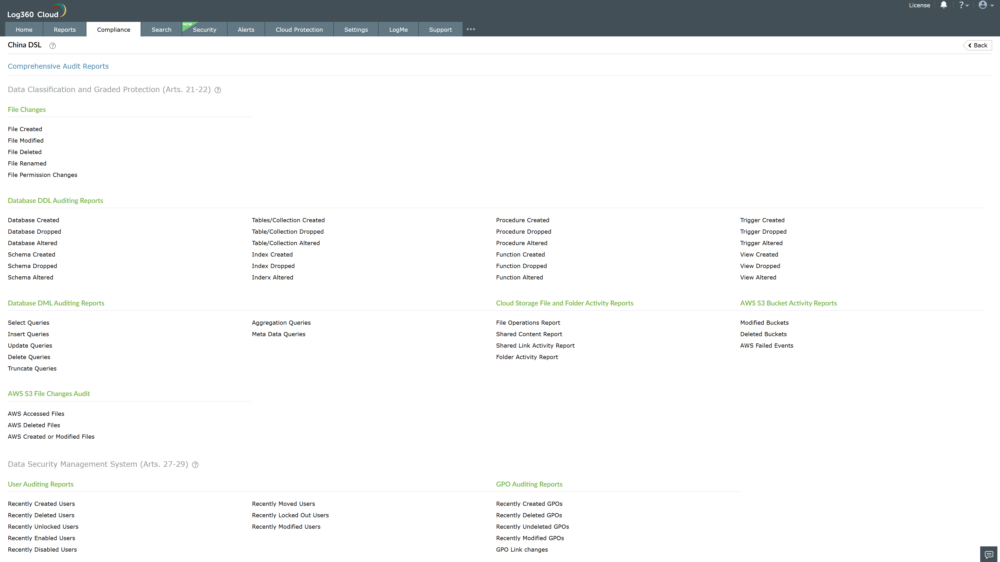 Log360 Cloud
License
?
Home
Reports
Compliance
Search
NEW
Security
Alerts
Cloud Protection
Settings
LogMe
Support
China DSL ?
Back
Comprehensive Audit Reports
Data Classification and Graded Protection (Arts. 21-22) ?
File Changes
File Created
File Modified
File Deleted
File Renamed
File Permission Changes
Database DDL Auditing Reports
Database Created
Database Dropped
Database Altered
Schema Created
Schema Dropped
Schema Altered
Tables/Collection Created
Table/Collection Dropped
Table/Collection Altered
Index Created
Index Dropped
Inderx Altered
Procedure Created
Procedure Dropped
Procedure Altered
Function Created
Function Dropped
Function Altered
Trigger Created
Trigger Dropped
Trigger Altered
View Created
View Dropped
View Altered
Database DML Auditing Reports
Select Queries
Insert Queries
Update Queries
Delete Queries
Truncate Queries
Aggregation Queries
Meta Data Queries
Cloud Storage File and Folder Activity Reports
File Operations Report
Shared Content Report
Shared Link Activity Report
Folder Activity Report
AWS S3 Bucket Activity Reports
Modified Buckets
Deleted Buckets
AWS Failed Events
AWS S3 File Changes Audit
AWS Accessed Files
AWS Deleted Files
AWS Created or Modified Files
Data Security Management System (Arts. 27-29) ?
User Auditing Reports
Recently Created Users
Recently Deleted Users
Recently Unlocked Users
Recently Enabled Users
Recently Disabled Users
Recently Moved Users
Recently Locked Out Users
Recently Modified Users
GPO Auditing Reports
Recently Created GPOs
Recently Deleted GPOs
Recently Undeleted GPOs
Recently Modified GPOs
GPO Link changes